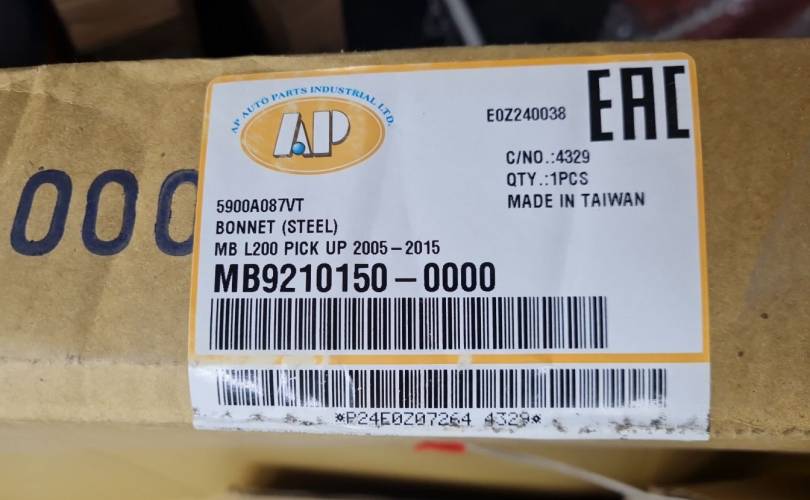 AP AUTO PARTS INDUSTRIAL LTD.
AP
E0Z240038
EAC
C/NO.:4329
QTY.:1PCS
MADE IN TAIWAN
000
5900A087VT
BONNET (STEEL)
MB L200 PICK UP 2005-2015
MB9210150-0000
*P24E0Z07264 4329*